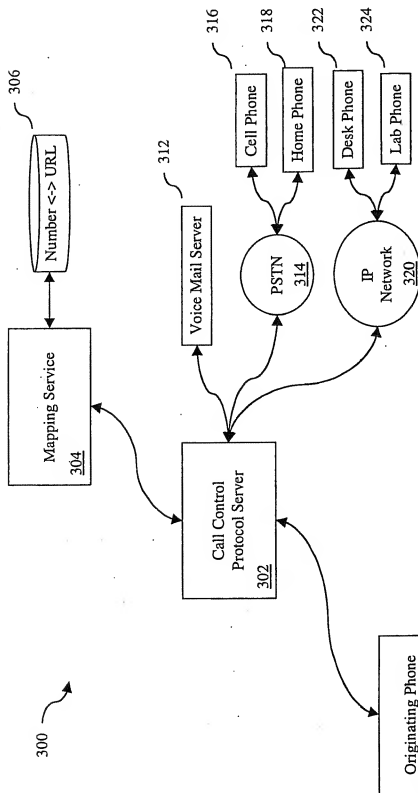 300
Mapping Service
304
Number <-> URL
306
Call Control
Protocol Server
302
Originating Phone
Voice Mail Server
312
PSTN
314
Cell Phone
316
Home Phone
318
IP
Network
320
Desk Phone
322
Lab Phone
324